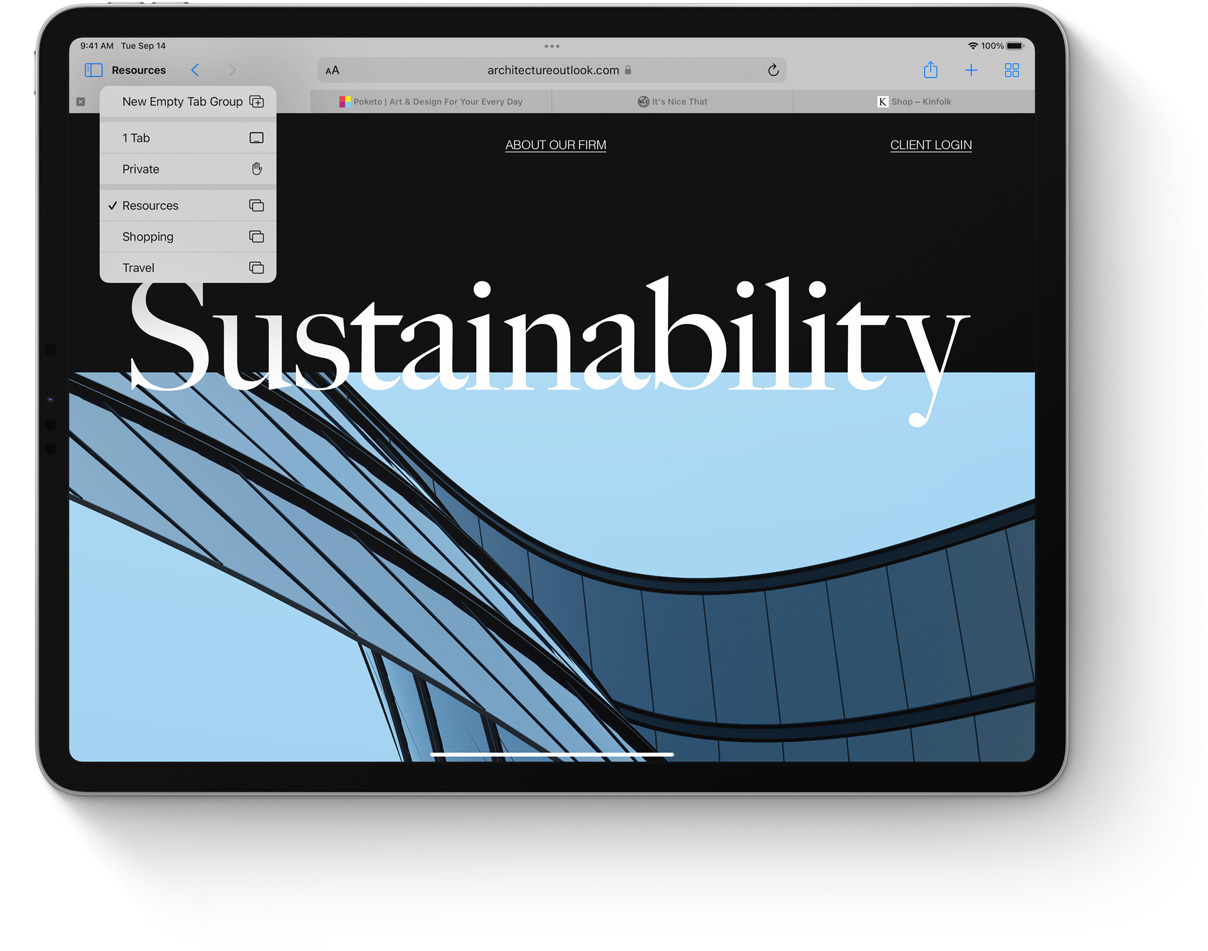 9:41 AM Tue Sep 14
100%
Resources
AA
architectureoutlook.com
New Empty Tab Group
Poketo | Art & Design For Your Every Day
It's Nice That
K Shop – Kinfolk
1 Tab
Private
Resources
Shopping
Travel
ABOUT OUR FIRM
CLIENT LOGIN
Sustainability